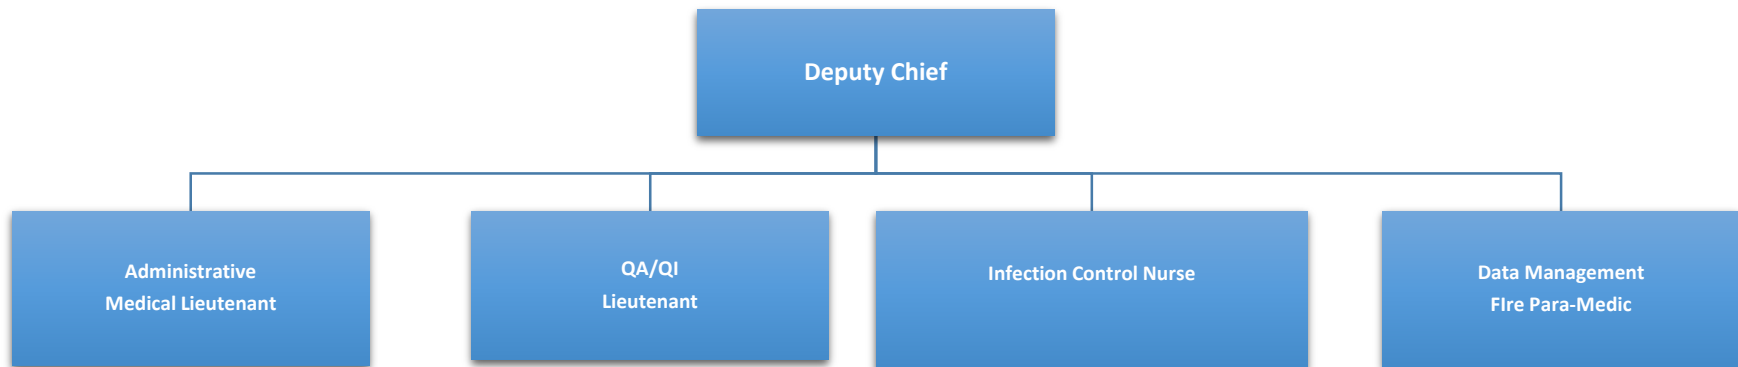 Deputy Chief
Administrative
Medical Lieutenant
QA/QI
Lieutenant
Infection Control Nurse
Data Management
FIre Para-Medic